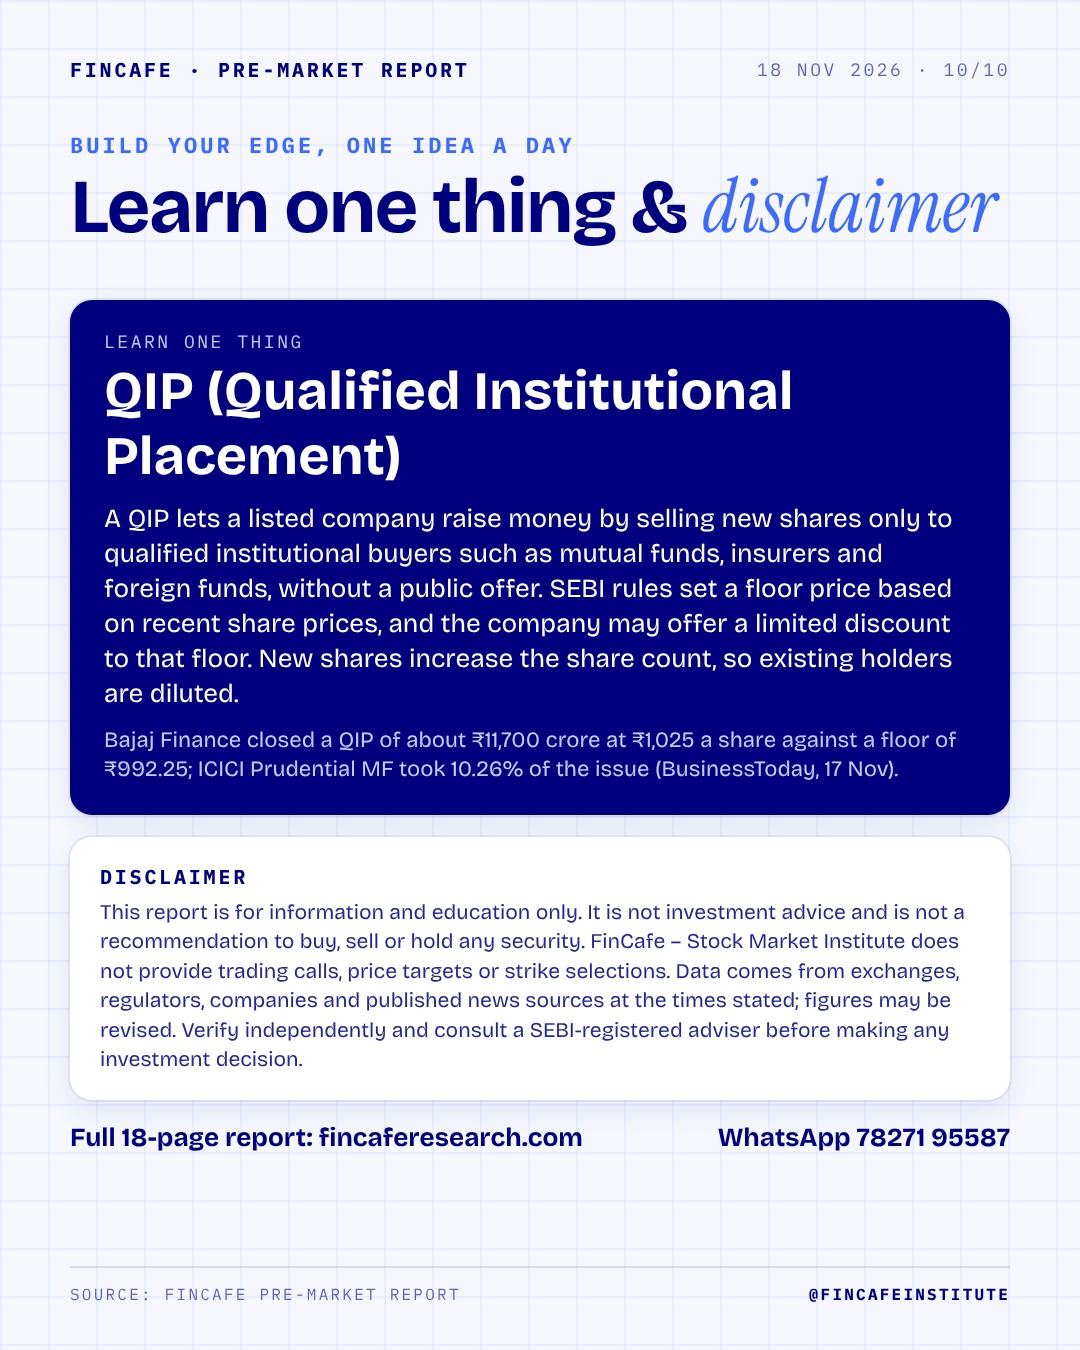 FINCAFE · PRE-MARKET REPORT
18 NOV 2026 · 10/10
BUILD YOUR EDGE, ONE IDEA A DAY
Learn one thing & disclaimer
LEARN ONE THING
QIP (Qualified Institutional
Placement)
A QIP lets a listed company raise money by selling new shares only to
qualified institutional buyers such as mutual funds, insurers and
foreign funds, without a public offer. SEBI rules set a floor price based
on recent share prices, and the company may offer a limited discount
to that floor. New shares increase the share count, so existing holders
are diluted.
Bajaj Finance closed a QIP of about ₹11,700 crore at ₹1,025 a share against a floor of
₹992.25; ICICI Prudential MF took 10.26% of the issue (BusinessToday, 17 Nov).
DISCLAIMER
This report is for information and education only. It is not investment advice and is not a
recommendation to buy, sell or hold any security. FinCafe – Stock Market Institute does
not provide trading calls, price targets or strike selections. Data comes from exchanges,
regulators, companies and published news sources at the times stated; figures may be
revised. Verify independently and consult a SEBI-registered adviser before making any
investment decision.
Full 18-page report: fincaferesearch.com
WhatsApp 78271 95587
SOURCE: FINCAFE PRE-MARKET REPORT
@FINCAFEINSTITUTE